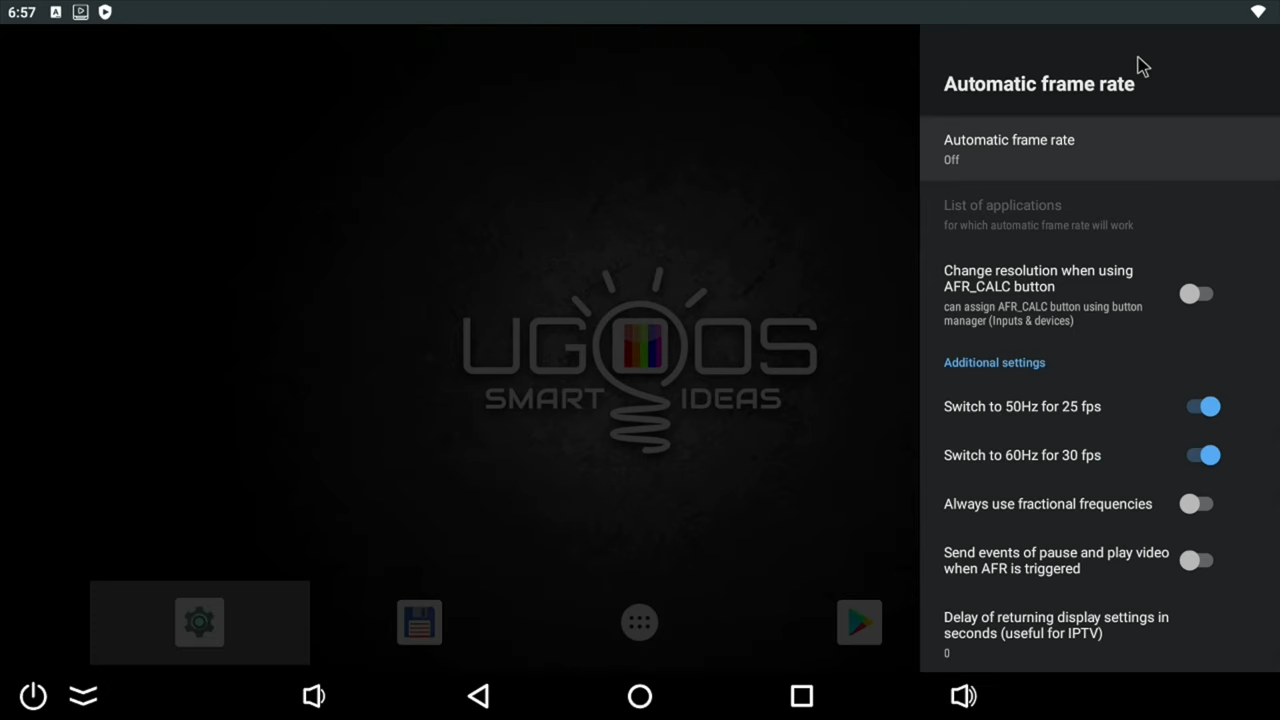 6:57
Automatic frame rate
Automatic frame rate
Off
List of applications
for which automatic frame rate will work
Change resolution when using
AFR_CALC button
can assign AFR_CALC button using button
manager (Inputs & devices)
Additional settings
Switch to 50Hz for 25 fps
Switch to 60Hz for 30 fps
Always use fractional frequencies
Send events of pause and play video
when AFR is triggered
Delay of returning display settings in
seconds (useful for IPTV)
0
UGOOS
SMART IDEAS